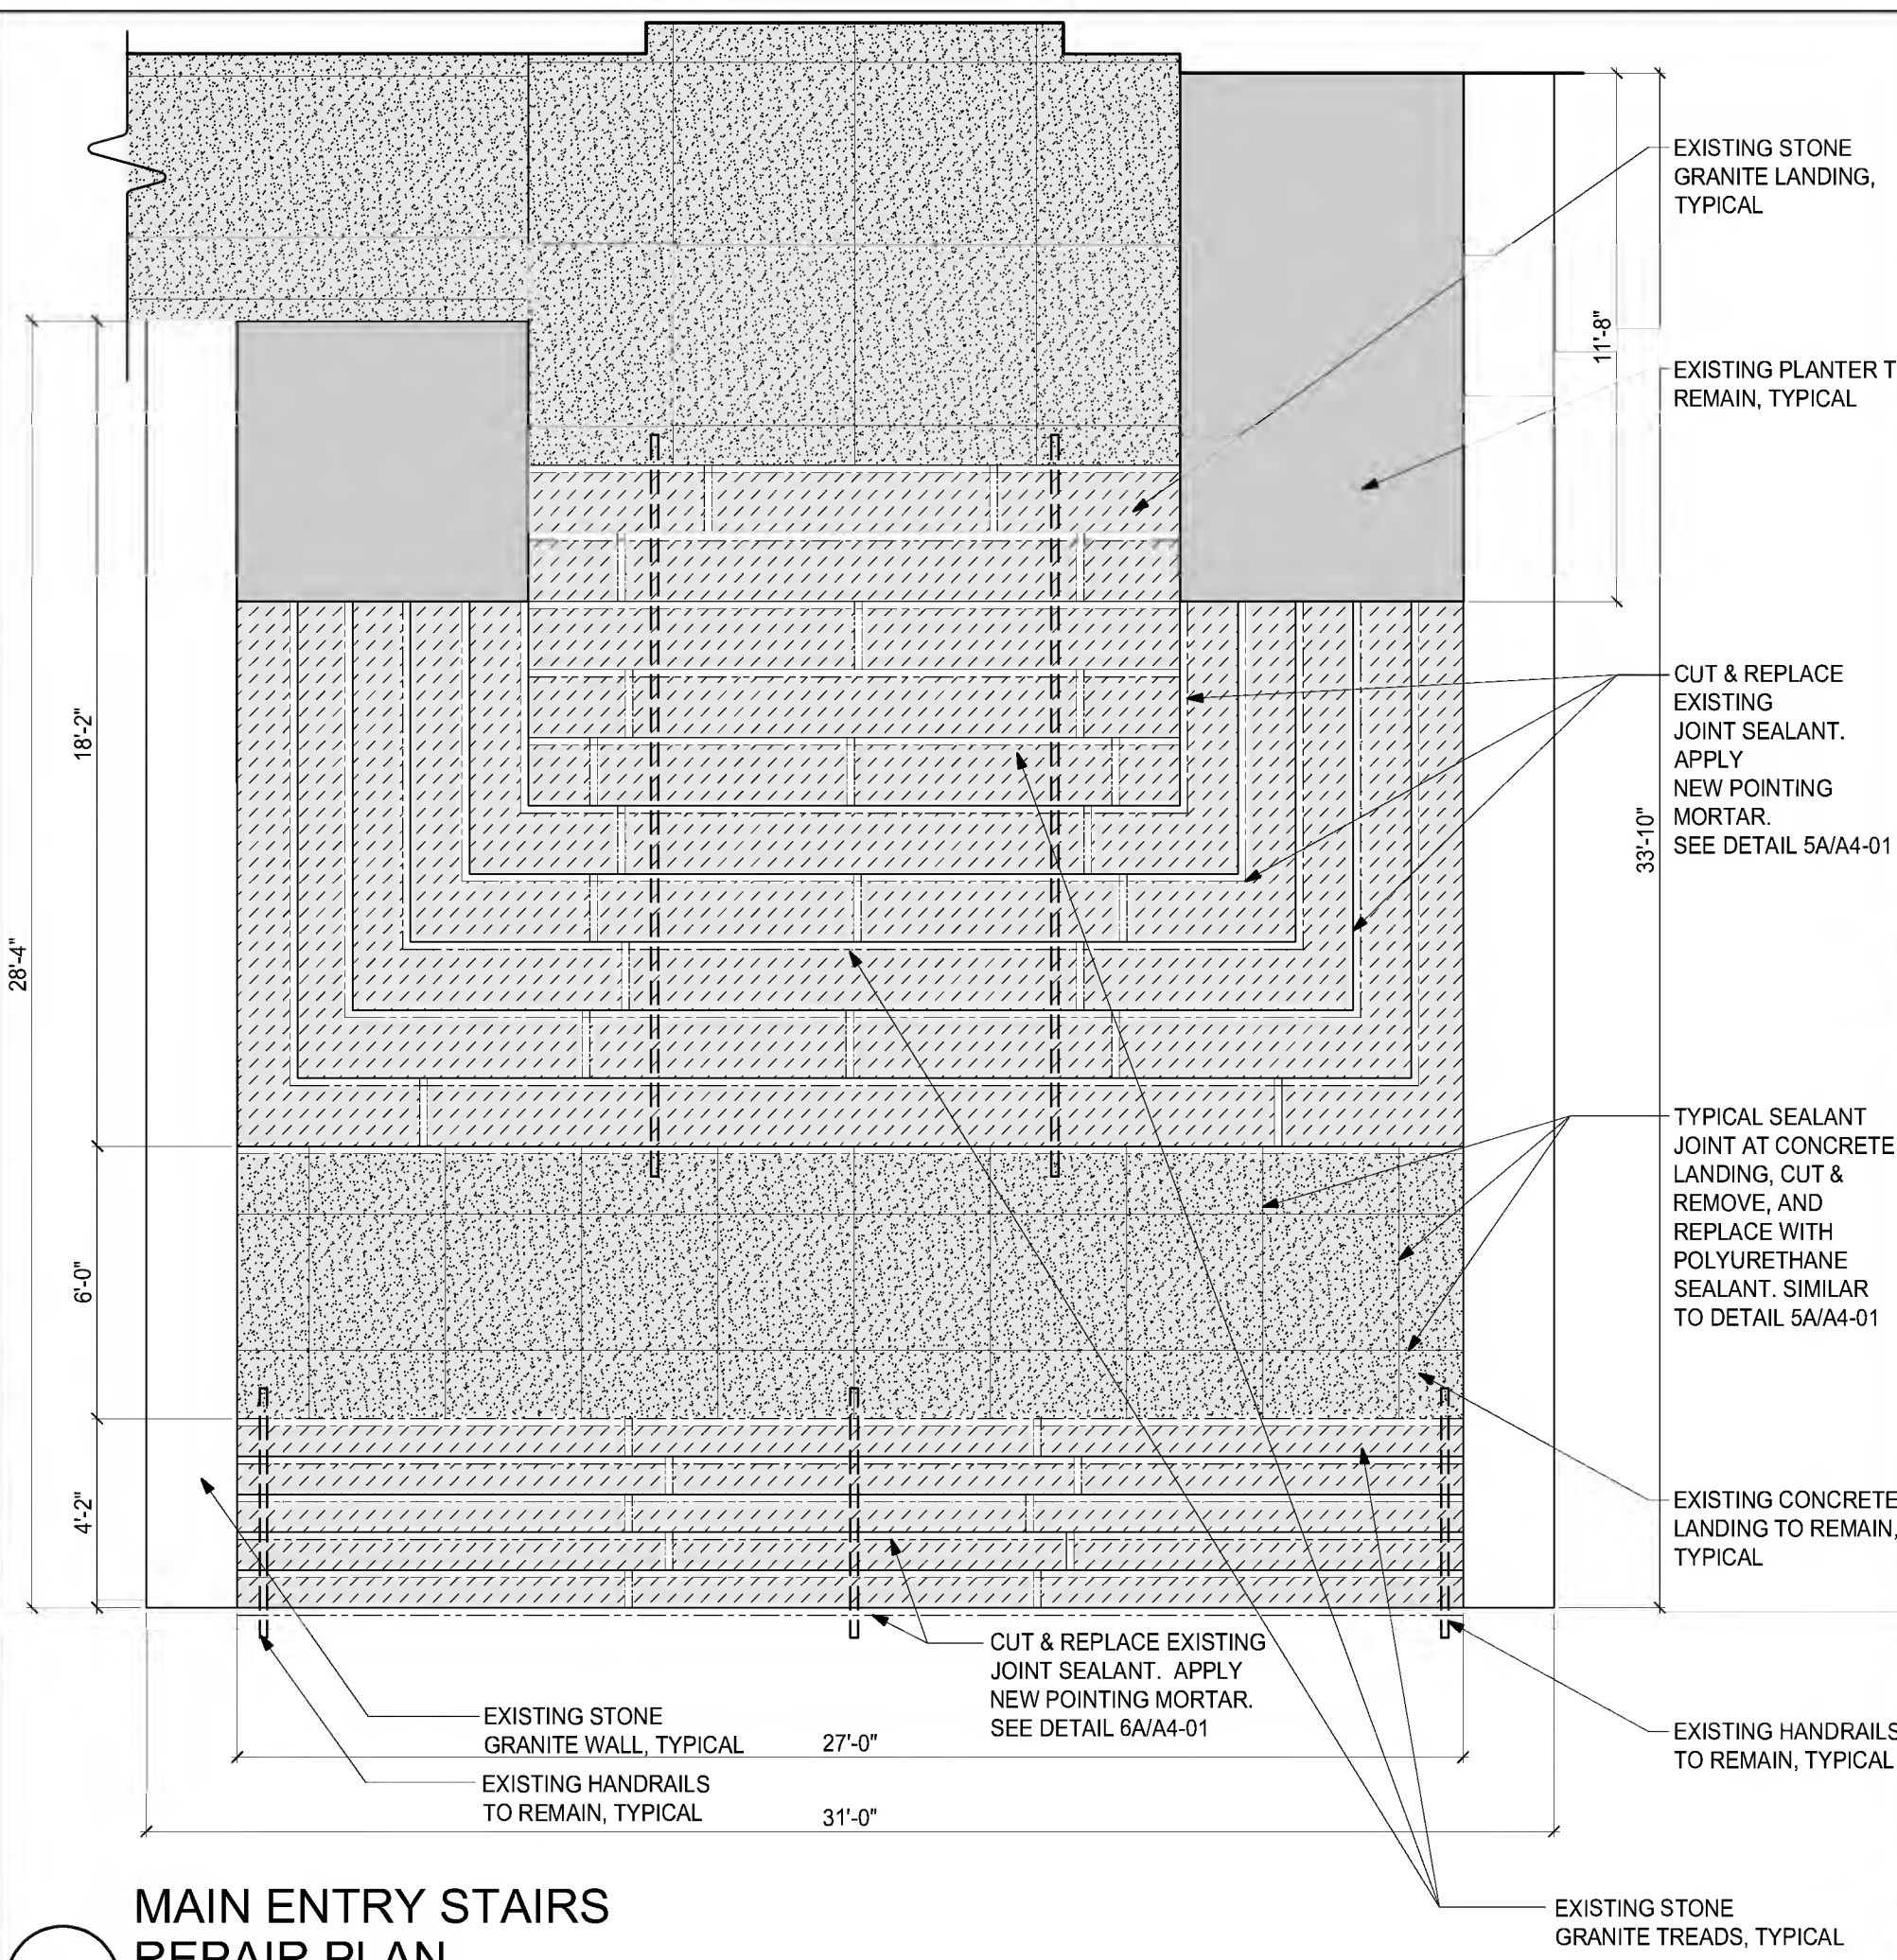 EXISTING STONE
GRANITE LANDING,
TYPICAL
11'-8"
EXISTING PLANTER T
REMAIN, TYPICAL
CUT & REPLACE
EXISTING
JOINT SEALANT.
APPLY
NEW POINTING
MORTAR.
SEE DETAIL 5A/A4-01
33'-10"
18'-2"
28'-4"
TYPICAL SEALANT
JOINT AT CONCRETE
LANDING, CUT &
REMOVE, AND
REPLACE WITH
POLYURETHANE
SEALANT. SIMILAR
TO DETAIL 5A/A4-01
6'-0"
4'-2"
EXISTING CONCRETE
LANDING TO REMAIN,
TYPICAL
CUT & REPLACE EXISTING
JOINT SEALANT. APPLY
NEW POINTING MORTAR.
SEE DETAIL 6A/A4-01
EXISTING STONE
GRANITE WALL, TYPICAL
27'-0"
EXISTING HANDRAILS
TO REMAIN, TYPICAL
EXISTING HANDRAILS
TO REMAIN, TYPICAL
31'-0"
MAIN ENTRY STAIRS
REPAIR PLAN
EXISTING STONE
GRANITE TREADS, TYPICAL